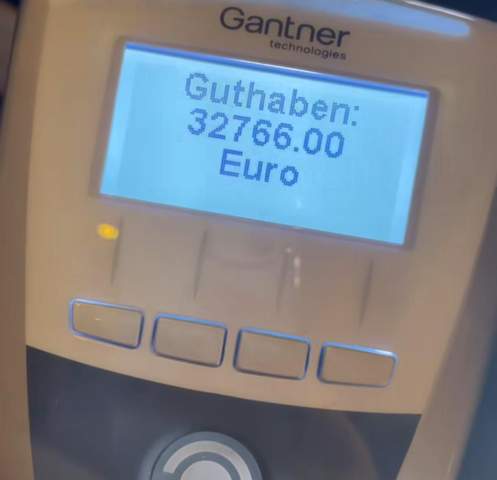 Gantner
technologies
Guthaben:
32766.00
Euro